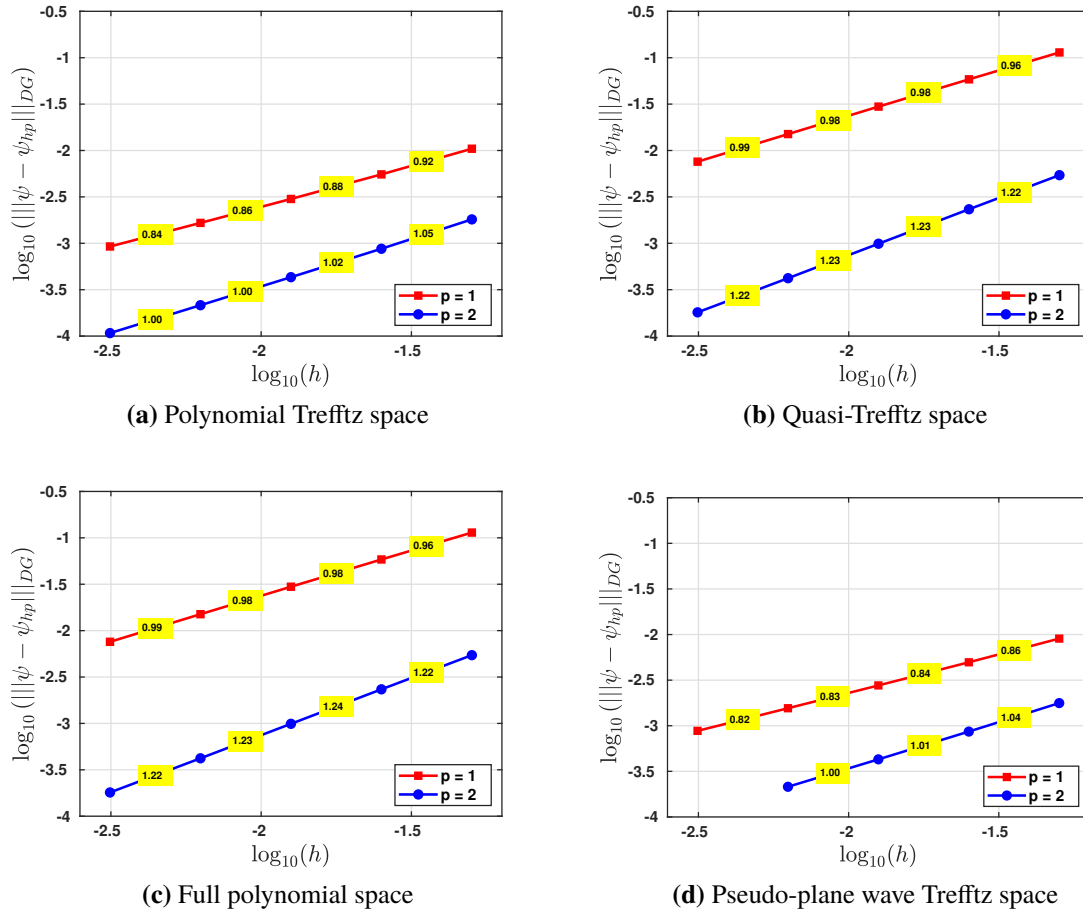 -0.5
-1
-1.5
-2
-2.5
-3
-3.5
-4
log10 (|||ψ − ψhp|||DG)
0.84
0.86
0.88
0.92
1.00
1.00
1.02
1.05
p = 1
p = 2
-2.5 -2 -1.5
log10(h)
(a) Polynomial Trefftz space
-0.5
-1
-1.5
-2
-2.5
-3
-3.5
-4
log10 (|||ψ − ψhp|||DG)
0.99
0.98
0.98
0.96
1.22
1.23
1.23
1.22
p = 1
p = 2
-2.5 -2 -1.5
log10(h)
(b) Quasi-Trefftz space
-0.5
-1
-1.5
-2
-2.5
-3
-3.5
-4
log10 (|||ψ − ψhp|||DG)
0.99
0.98
0.98
0.96
1.22
1.23
1.24
1.22
p = 1
p = 2
-2.5 -2 -1.5
log10(h)
(c) Full polynomial space
-0.5
-1
-1.5
-2
-2.5
-3
-3.5
-4
log10 (|||ψ − ψhp|||DG)
0.82
0.83
0.84
0.86
1.00
1.01
1.04
p = 1
p = 2
-2.5 -2 -1.5
log10(h)
(d) Pseudo-plane wave Trefftz space